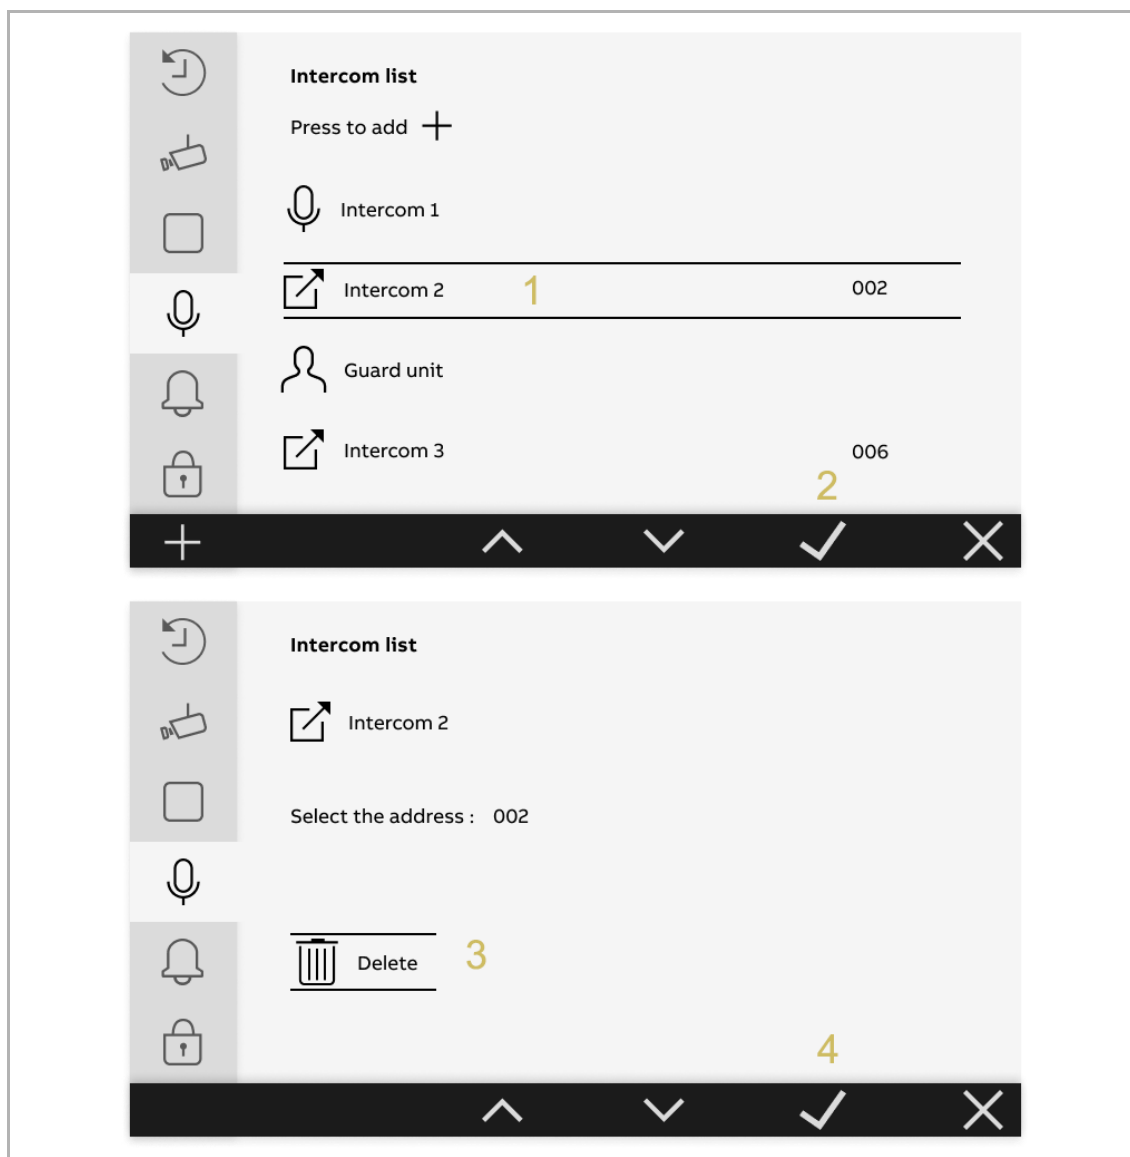 Intercom list
Press to add
Intercom 1
Intercom 2 1 002
Guard unit
Intercom 3 006
2
Intercom list
Intercom 2
Select the address : 002
Delete 3
4